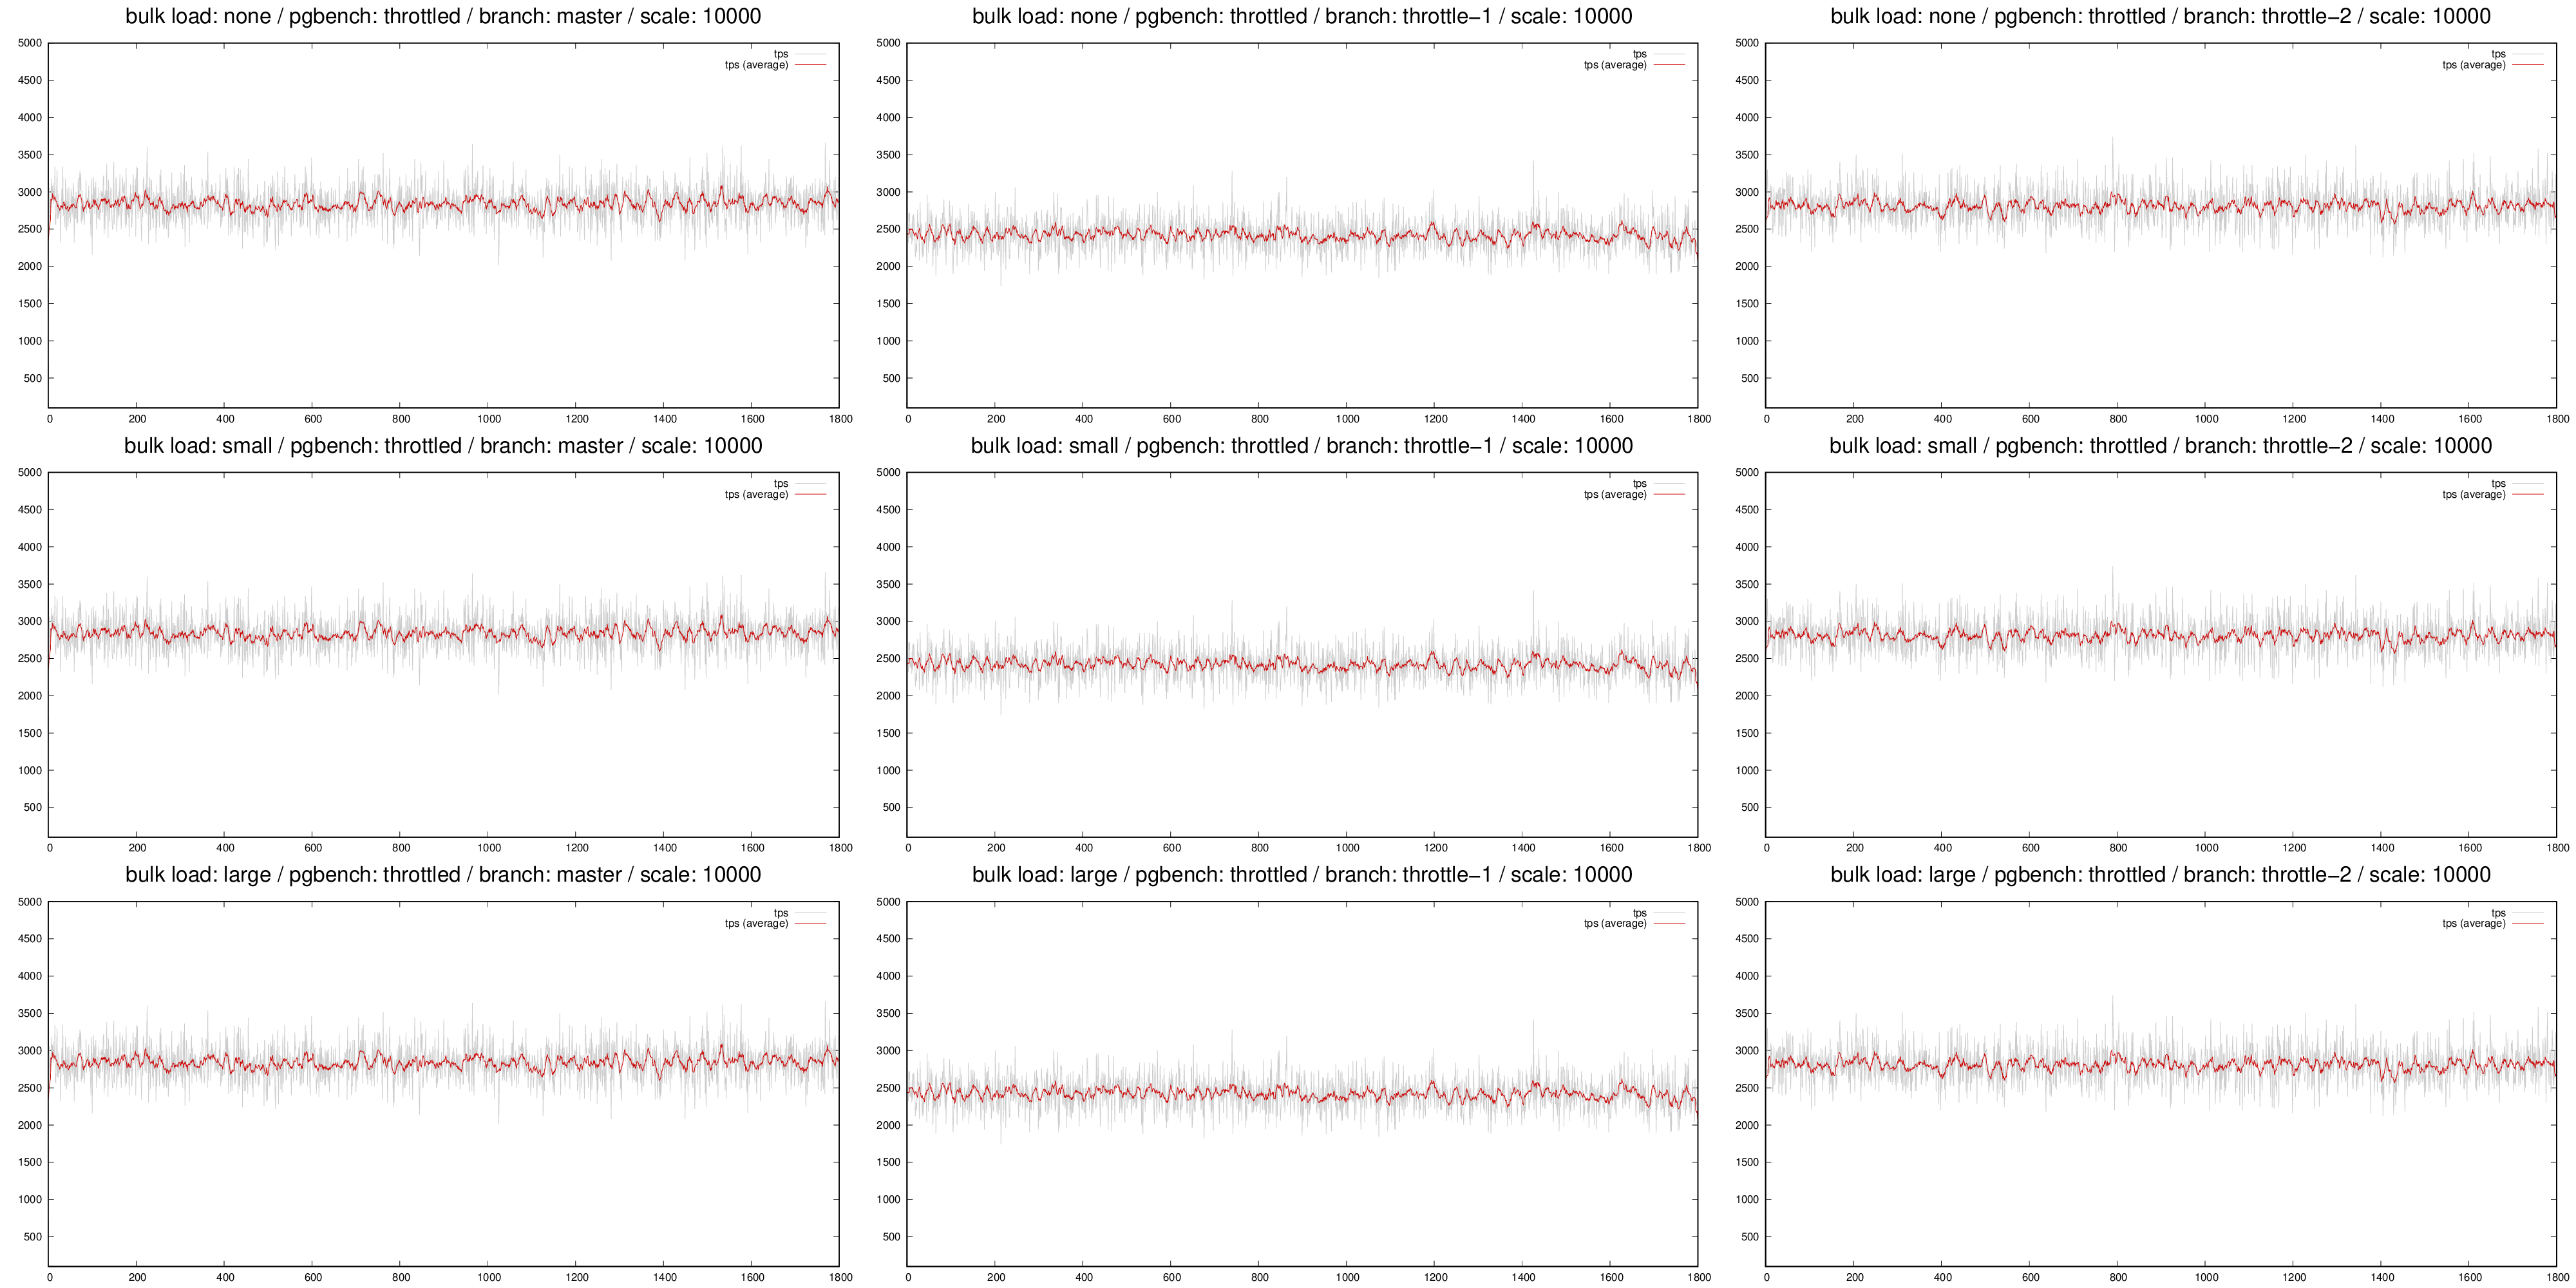 bulk load: none / pgbench: throttled / branch: master / scale: 10000
5000
4500
4000
3500
3000
2500
2000
1500
1000
500
tps
tps (average)
0 200 400 600 800 1000 1200 1400 1600 1800
bulk load: none / pgbench: throttled / branch: throttle−1 / scale: 10000
5000
4500
4000
3500
3000
2500
2000
1500
1000
500
tps
tps (average)
0 200 400 600 800 1000 1200 1400 1600 1800
bulk load: none / pgbench: throttled / branch: throttle−2 / scale: 10000
5000
4500
4000
3500
3000
2500
2000
1500
1000
500
tps
tps (average)
0 200 400 600 800 1000 1200 1400 1600 1800
bulk load: small / pgbench: throttled / branch: master / scale: 10000
5000
4500
4000
3500
3000
2500
2000
1500
1000
500
tps
tps (average)
0 200 400 600 800 1000 1200 1400 1600 1800
bulk load: small / pgbench: throttled / branch: throttle−1 / scale: 10000
5000
4500
4000
3500
3000
2500
2000
1500
1000
500
tps
tps (average)
0 200 400 600 800 1000 1200 1400 1600 1800
bulk load: small / pgbench: throttled / branch: throttle−2 / scale: 10000
5000
4500
4000
3500
3000
2500
2000
1500
1000
500
tps
tps (average)
0 200 400 600 800 1000 1200 1400 1600 1800
bulk load: large / pgbench: throttled / branch: master / scale: 10000
5000
4500
4000
3500
3000
2500
2000
1500
1000
500
tps
tps (average)
0 200 400 600 800 1000 1200 1400 1600 1800
bulk load: large / pgbench: throttled / branch: throttle−1 / scale: 10000
5000
4500
4000
3500
3000
2500
2000
1500
1000
500
tps
tps (average)
0 200 400 600 800 1000 1200 1400 1600 1800
bulk load: large / pgbench: throttled / branch: throttle−2 / scale: 10000
5000
4500
4000
3500
3000
2500
2000
1500
1000
500
tps
tps (average)
0 200 400 600 800 1000 1200 1400 1600 1800